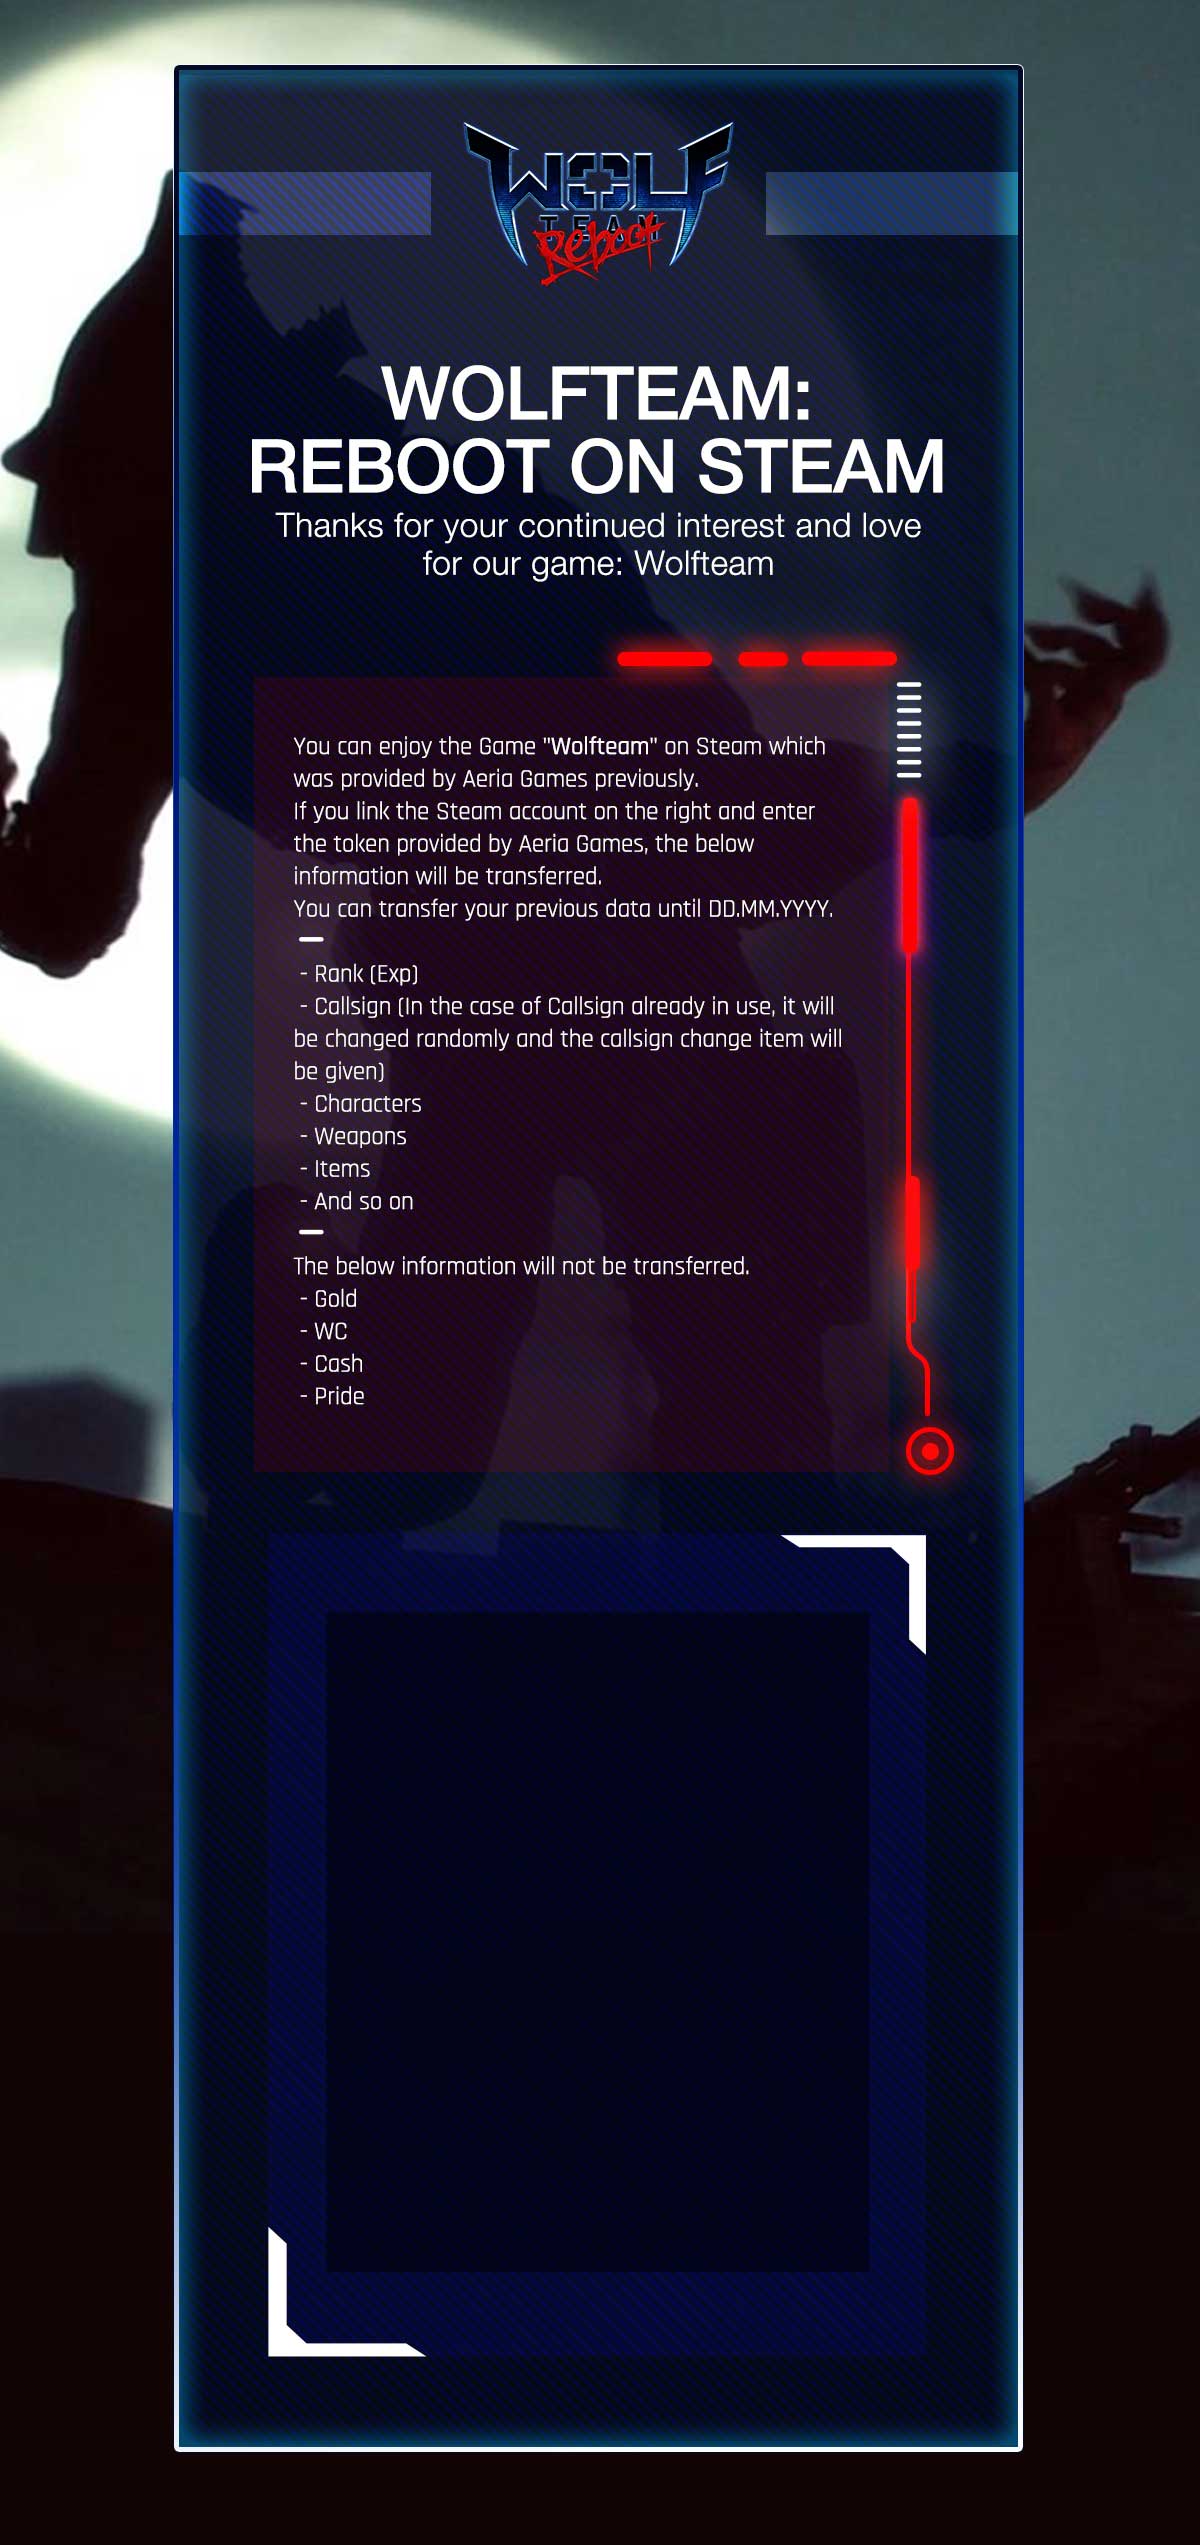 WOLF
TEAM
Reboot
WOLFTEAM:
REBOOT ON STEAM
Thanks for your continued interest and love
for our game: Wolfteam
You can enjoy the Game "Wolfteam" on Steam which
was provided by Aeria Games previously.
If you link the Steam account on the right and enter
the token provided by Aeria Games, the below
information will be transferred.
You can transfer your previous data until DD.MM.YYYY.
—
- Rank (Exp)
- Callsign (In the case of Callsign already in use, it will
be changed randomly and the callsign change item will
be given)
- Characters
- Weapons
- Items
- And so on
—
The below information will not be transferred.
- Gold
- WC
- Cash
- Pride